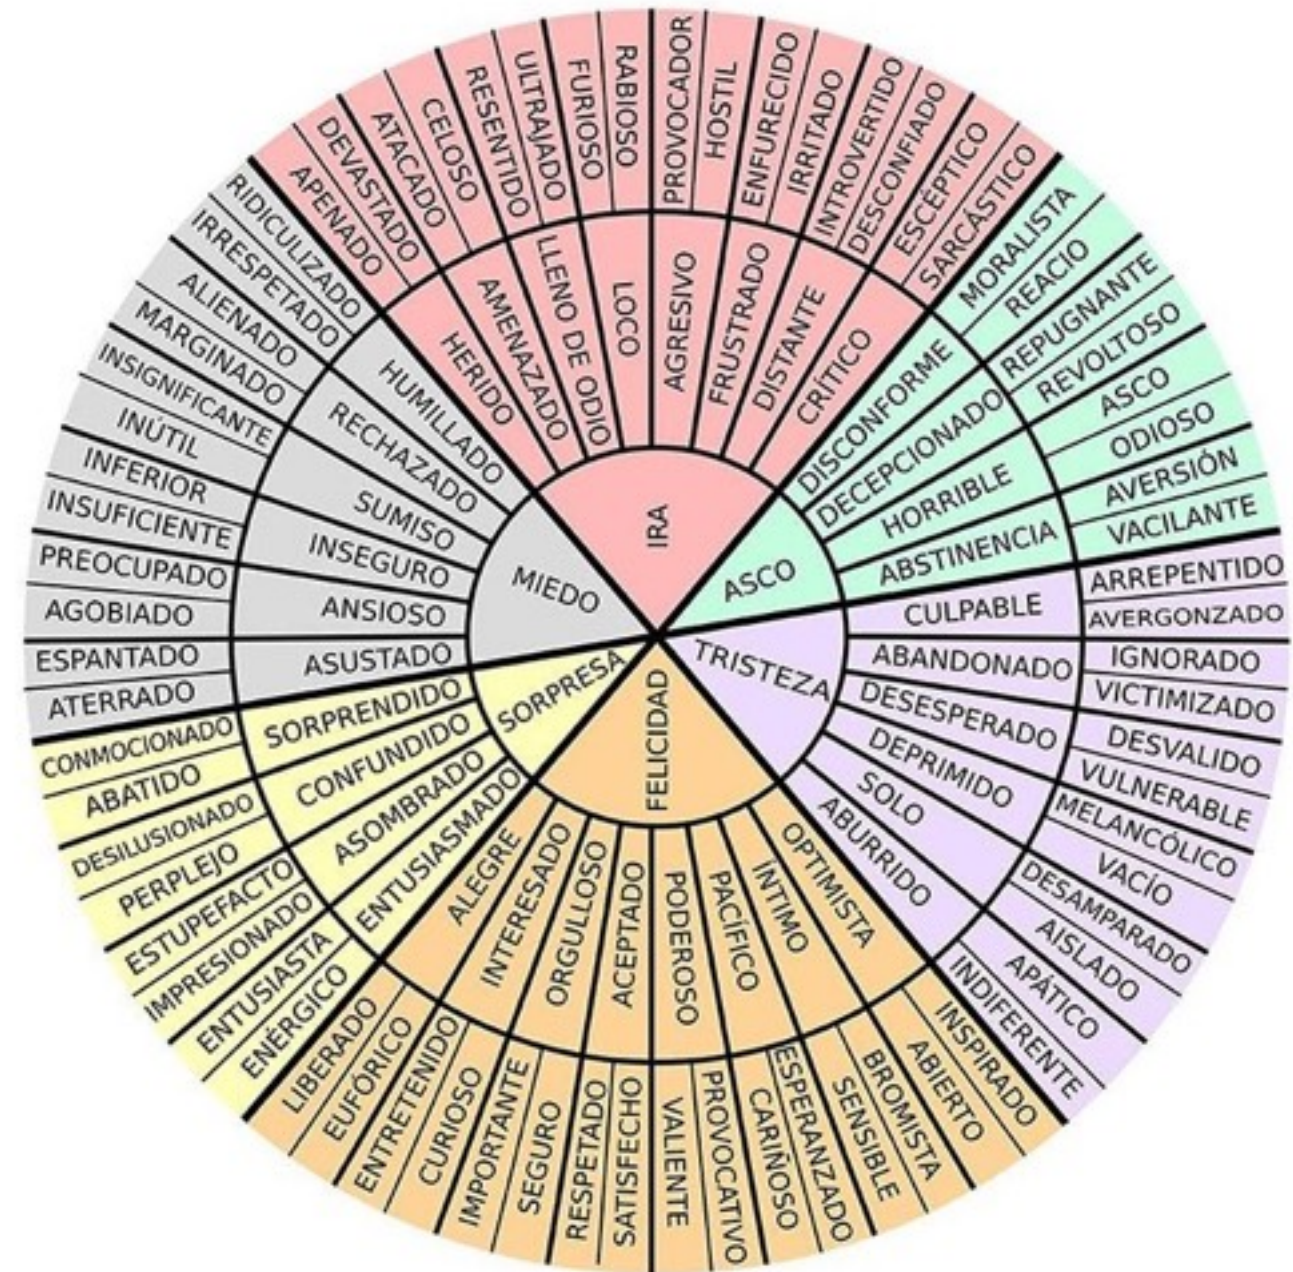 IRA
ASCO
TRISTEZA
FELICIDAD
SORPRESA
MIEDO
HERIDO
AMENAZADO
LLENO DE ODIO
LOCO
AGRESIVO
FRUSTRADO
DISTANTE
CRÍTICO
DISCONFORME
DECEPCIONADO
HORRIBLE
ABSTINENCIA
CULPABLE
ABANDONADO
DESESPERADO
DEPRIMIDO
SOLO
ABURRIDO
OPTIMISTA
ÍNTIMO
PACÍFICO
PODEROSO
ACEPTADO
ORGULLOSO
INTERESADO
ALEGRE
ENTUSIASMADO
ASOMBRADO
CONFUNDIDO
SORPRENDIDO
ASUSTADO
ANSIOSO
INSEGURO
SUMISO
RECHAZADO
HUMILLADO
APENADO
DEVASTADO
ATACADO
CELOSO
RESENTIDO
ULTRAJADO
FURIOSO
RABIOSO
PROVOCADOR
HOSTIL
ENFURECIDO
IRRITADO
INTROVERTIDO
DESCONFIADO
ESCÉPTICO
SARCÁSTICO
MORALISTA
REACIO
REPUGNANTE
REVOLTOSO
ASCO
ODIOSO
AVERSIÓN
VACILANTE
ARREPENTIDO
AVERGONZADO
IGNORADO
VICTIMIZADO
DESVALIDO
VULNERABLE
MELANCÓLICO
VACÍO
DESAMPARADO
AISLADO
APÁTICO
INDIFERENTE
INSPIRADO
ABIERTO
BROMISTA
SENSIBLE
ESPERANZADO
CARIÑOSO
PROVOCATIVO
VALIENTE
SATISFECHO
RESPETADO
SEGURO
IMPORTANTE
CURIOSO
ENTRETENIDO
EUFÓRICO
LIBERADO
ENÉRGICO
ENTUSIASTA
IMPRESIONADO
ESTUPEFACTO
PERPLEJO
DESILUSIONADO
ABATIDO
CONMOCIONADO
ATERRADO
ESPANTADO
AGOBIADO
PREOCUPADO
INSUFICIENTE
INFERIOR
INÚTIL
INSIGNIFICANTE
MARGINADO
ALIENADO
IRRESPETADO
RIDICULIZADO